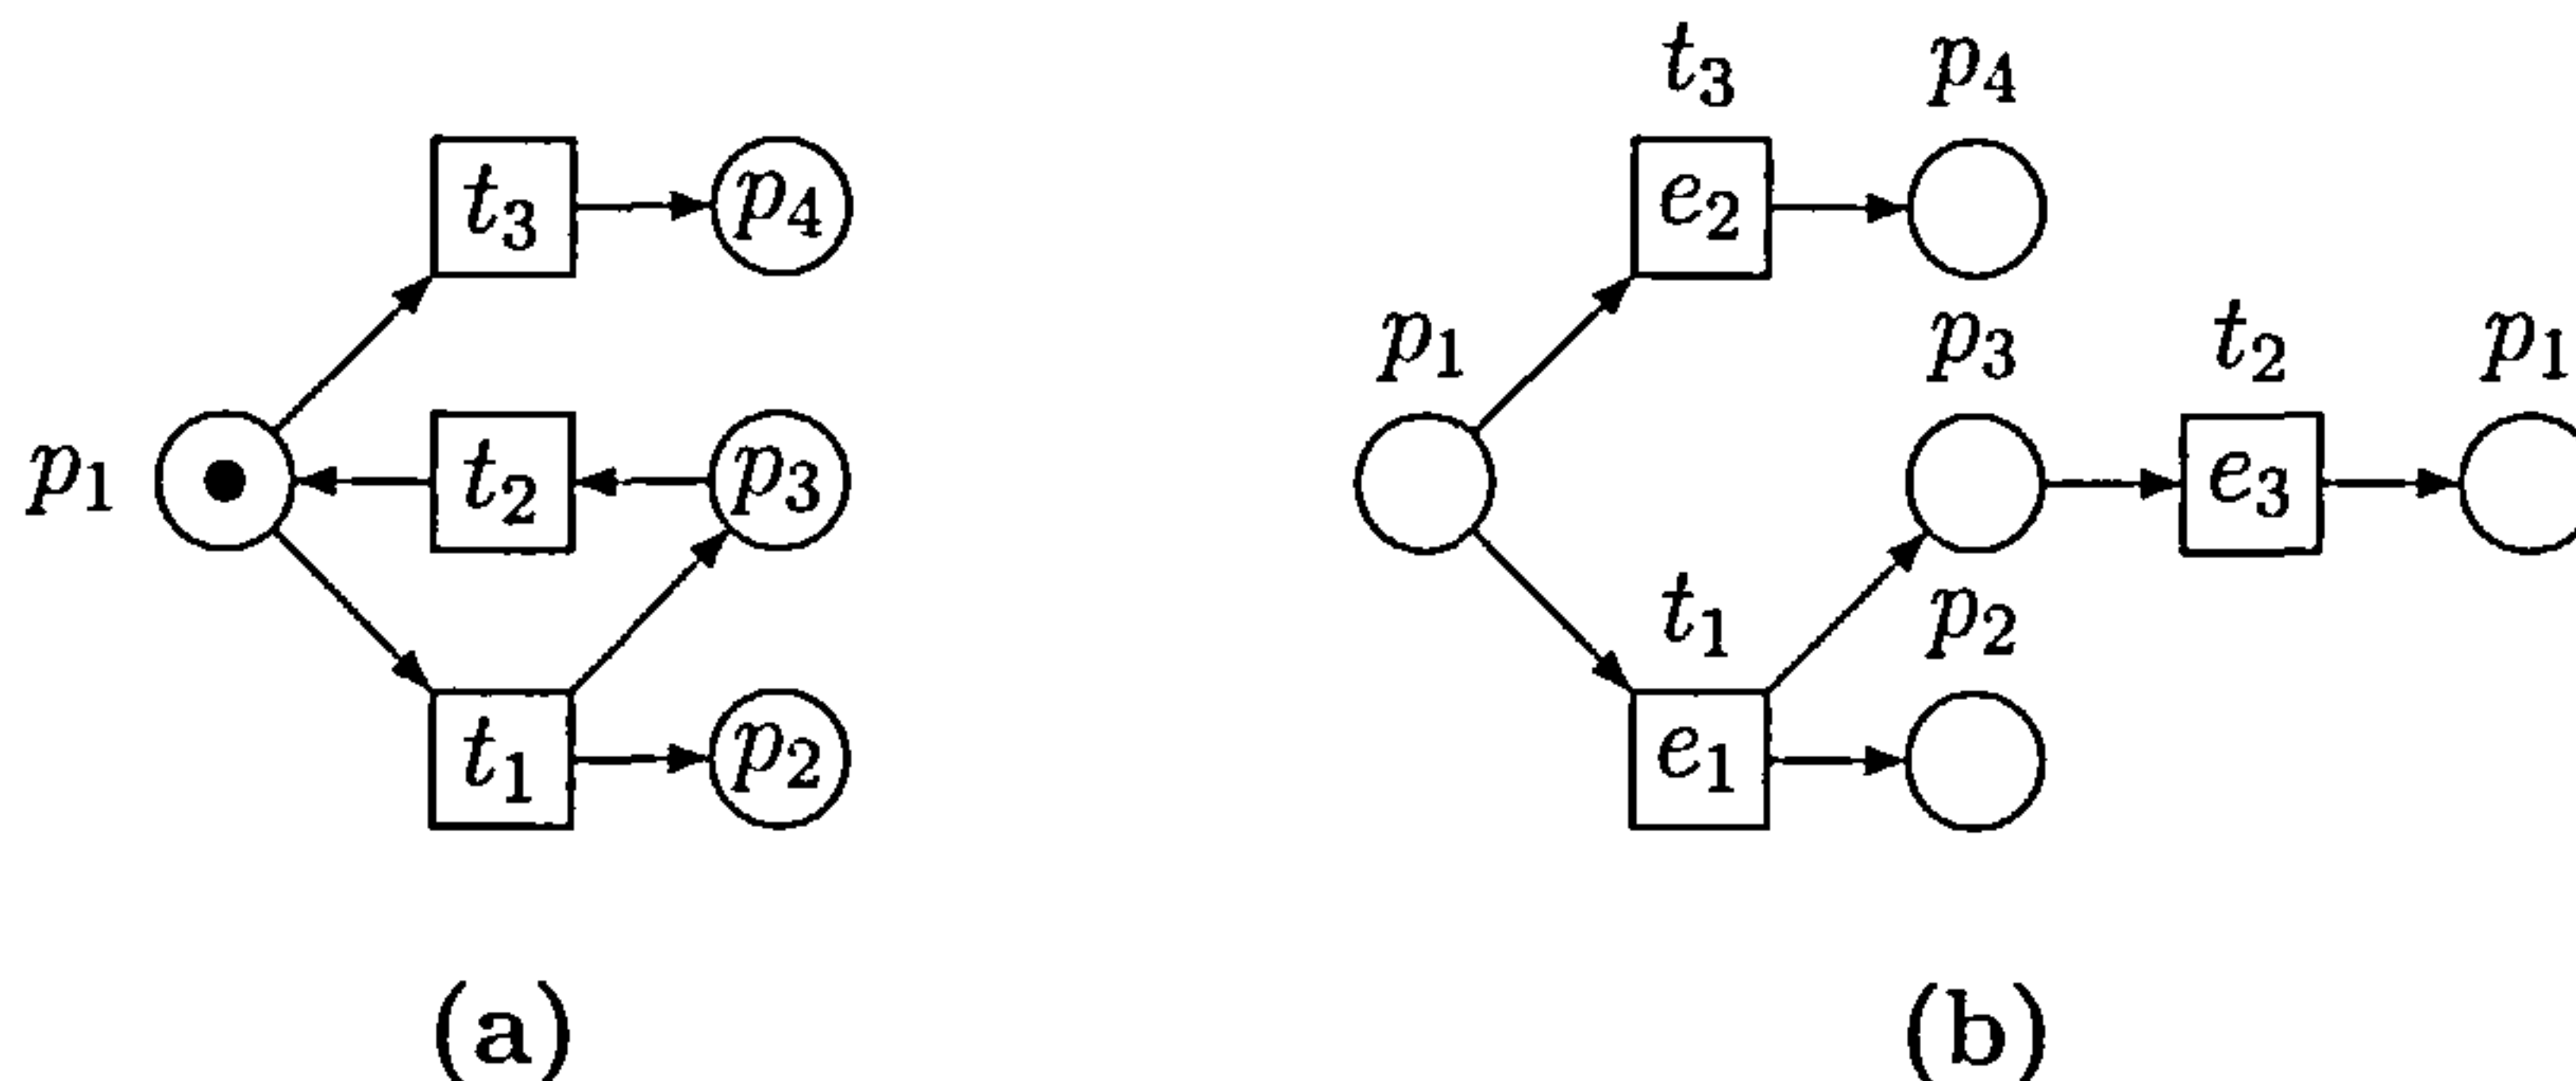 t₃ p₄
t₃ p₄ e₂
p₁ p₃ t₂ p₁
p₁ t₂ p₃ e₃
t₁ p₂
t₁ p₂ e₁
(a) (b)